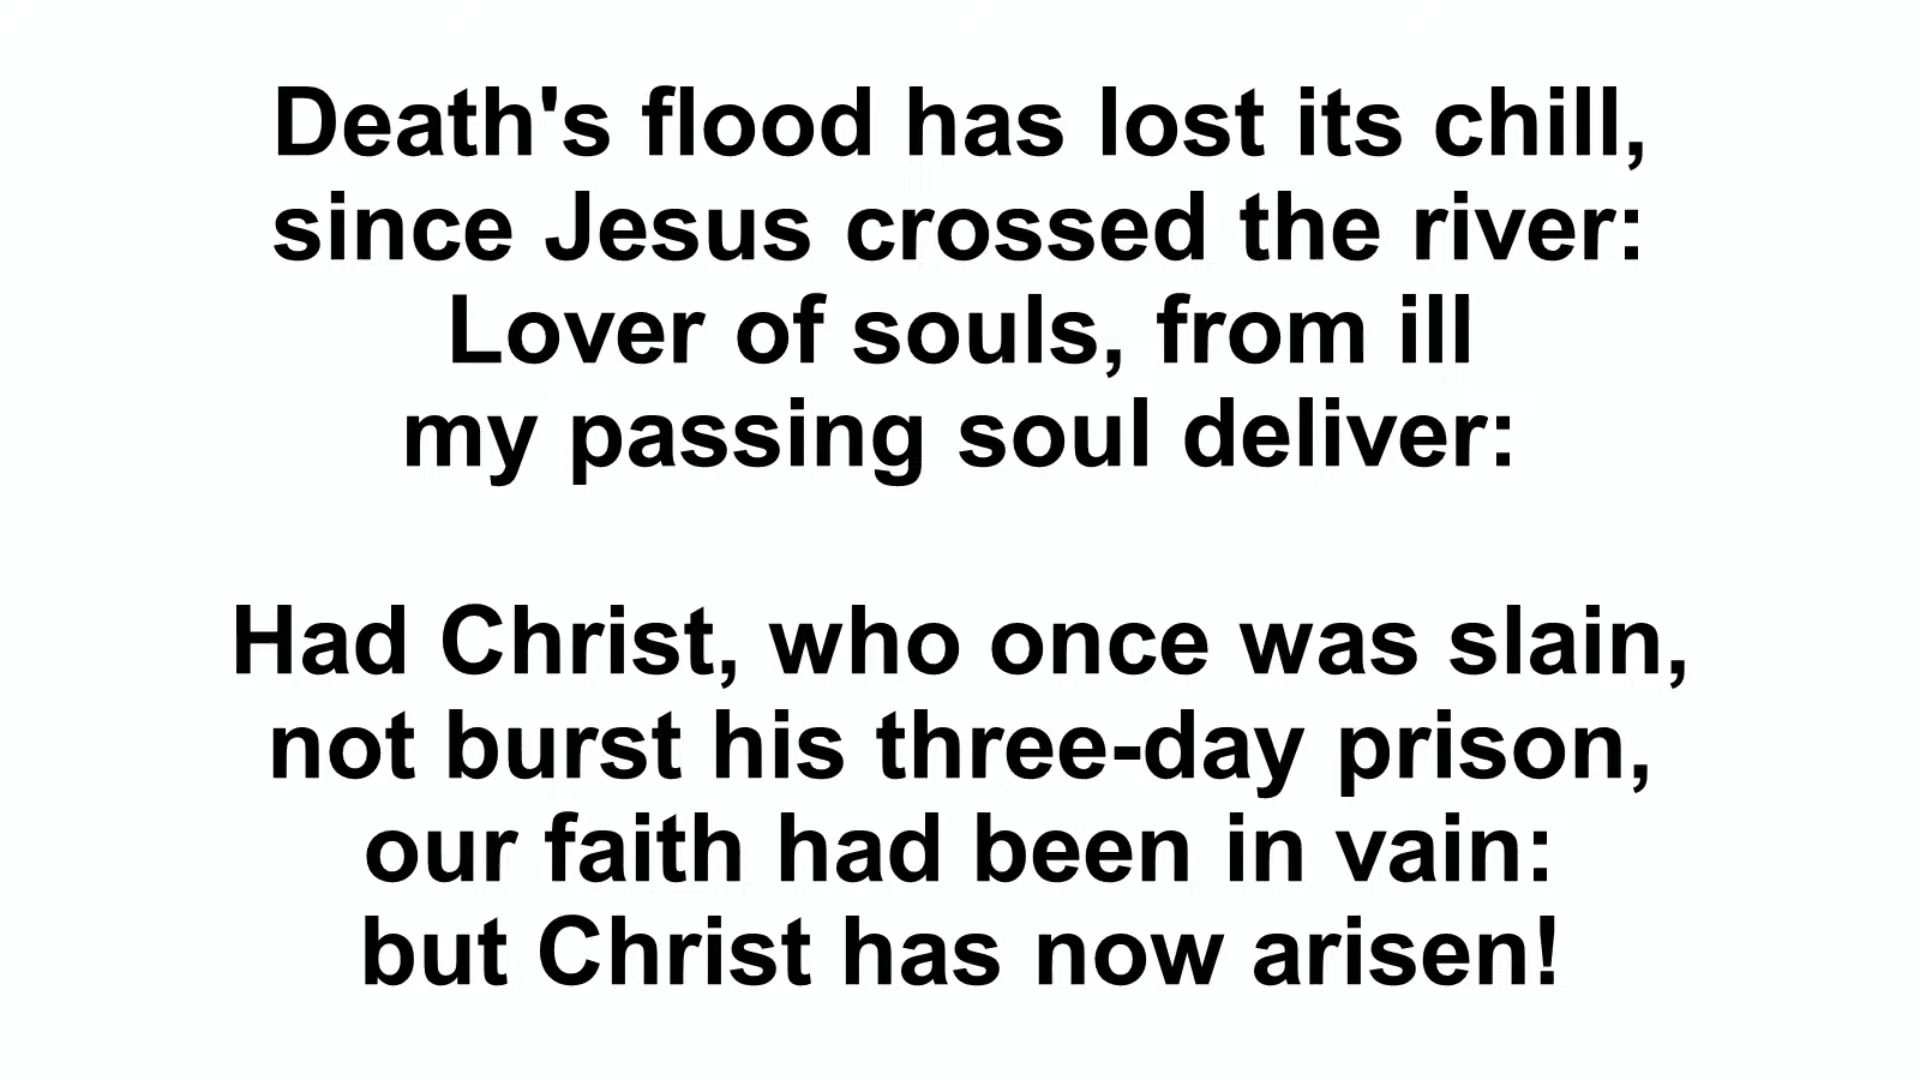 Death's flood has lost its chill,
since Jesus crossed the river:
Lover of souls, from ill
my passing soul deliver:
Had Christ, who once was slain,
not burst his three-day prison,
our faith had been in vain:
but Christ has now arisen!